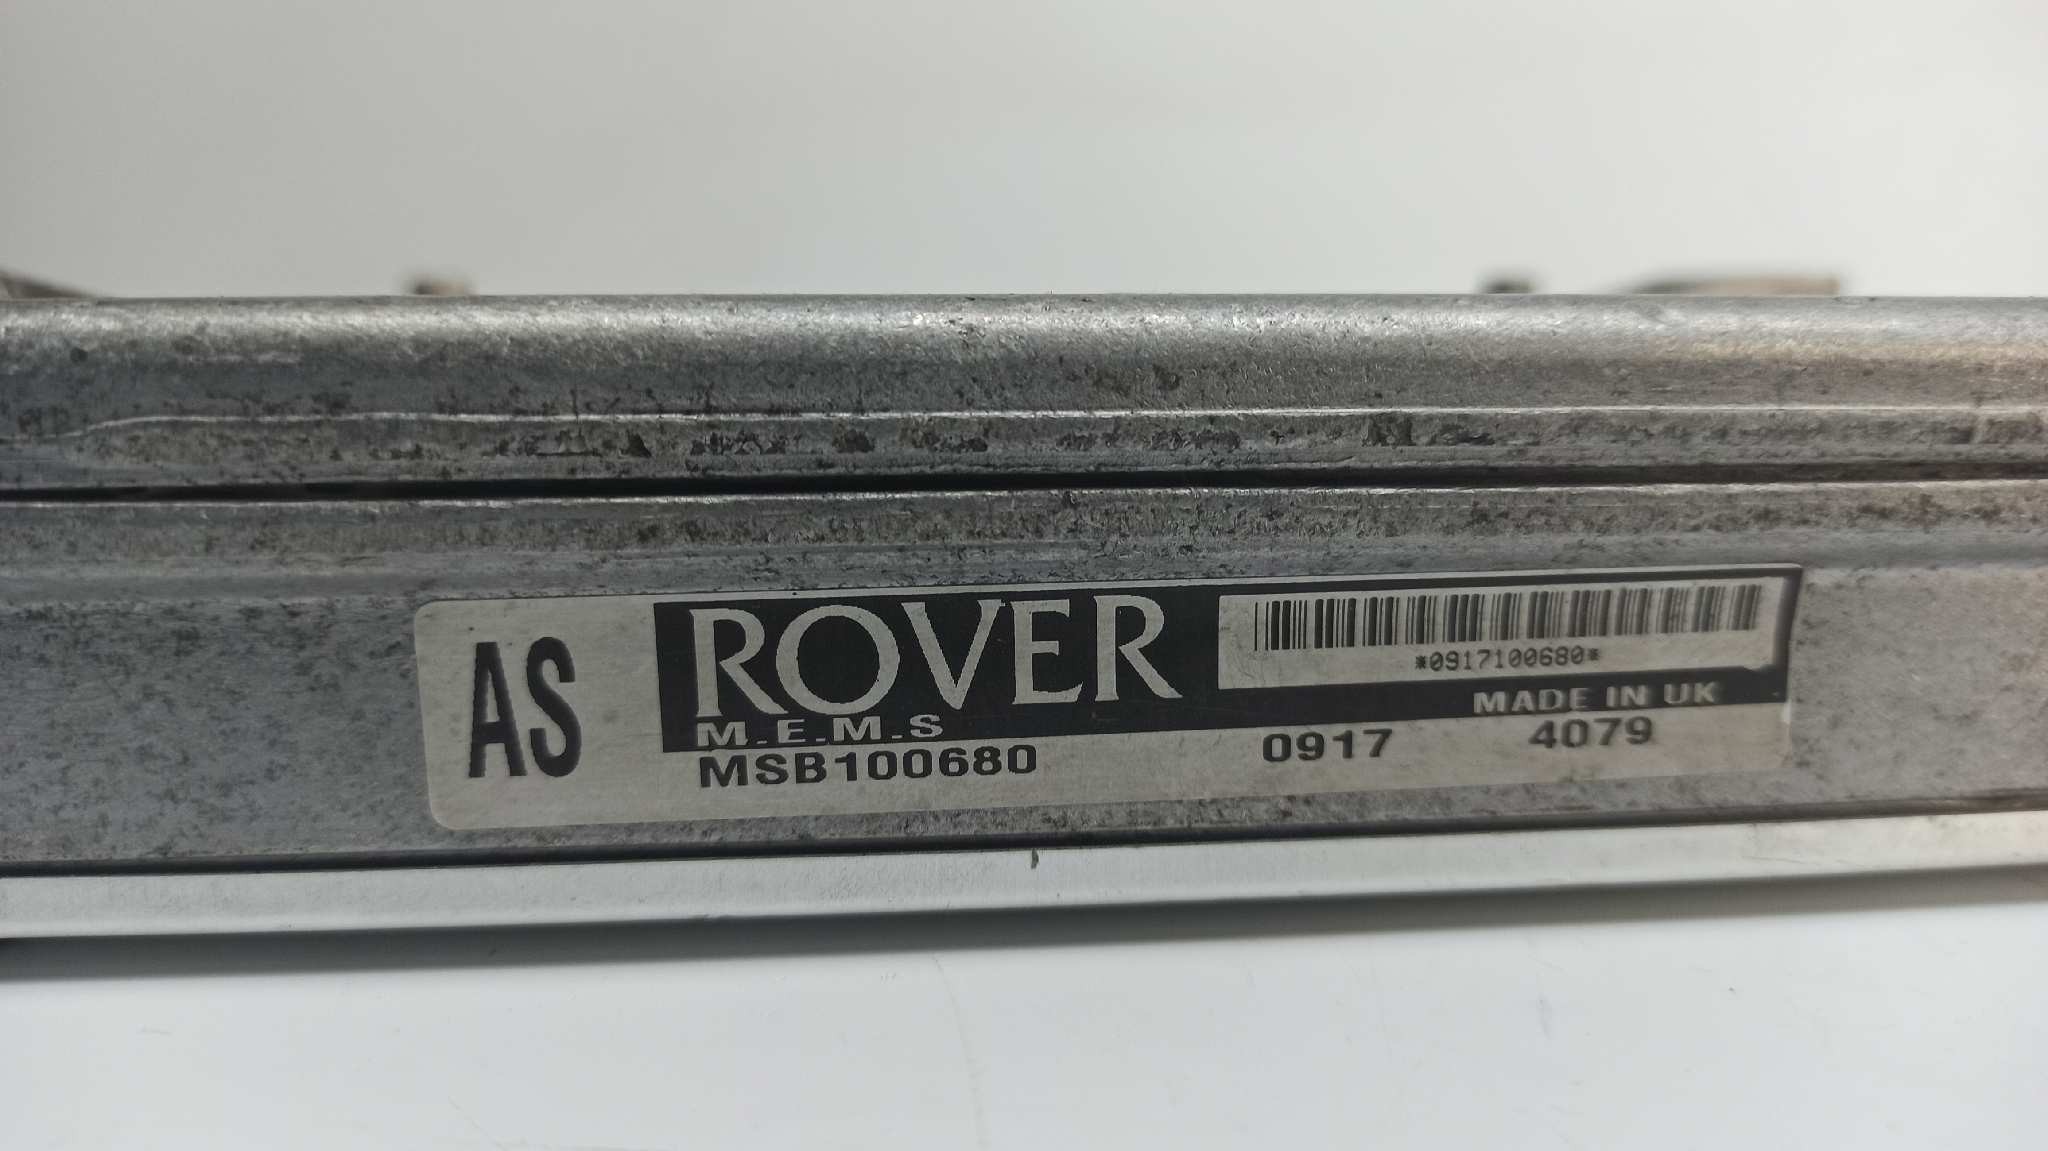 AS
ROVER
*0917100680*
MADE IN UK
M.E.M.S
MSB100680 0917 4079